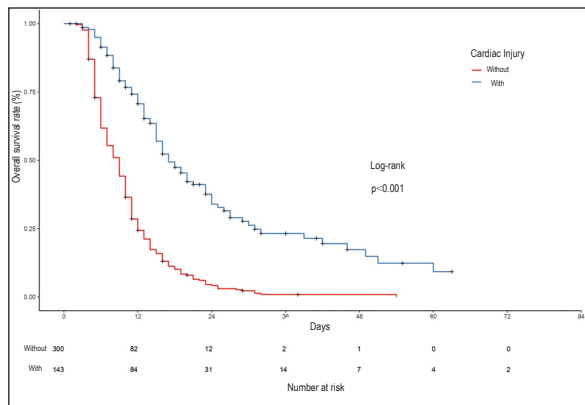 1.00
0.75
0.50
0.25
0.00
Overall survival rate (%)
Cardiac Injury
Without
With
Log-rank
p<0.001
0 12 24 36 48 60 72 84
Days
Without 300 82 12 2 1 0 0
With 143 84 31 14 7 4 2
Number at risk